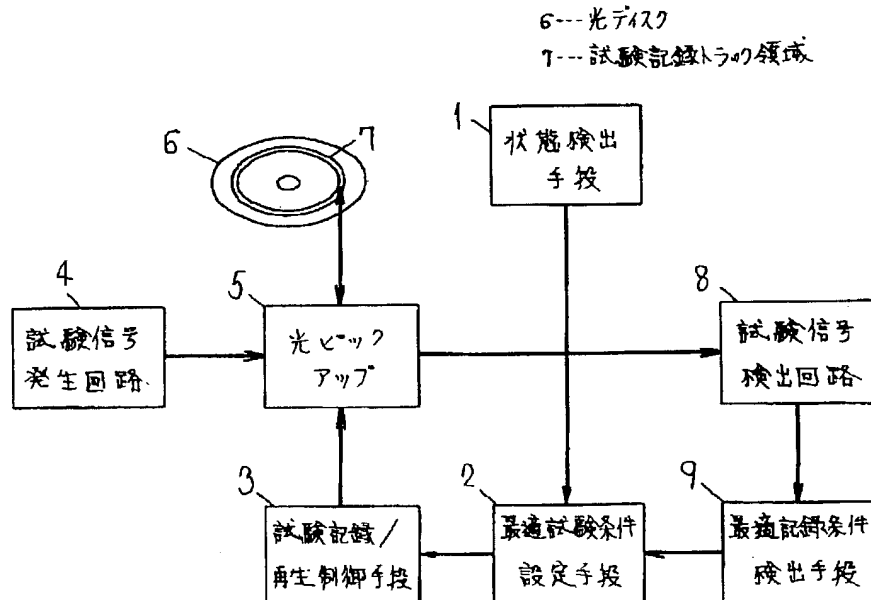 6---光ディスク
7---試験記録トラック領域
1
状態検出
手段
6
7
4
試験信号
発生回路
5
光ピック
アップ
8
試験信号
検出回路
3
試験記録/
再生制御手段
2
最適試験条件
設定手段
9
最適記録条件
検出手段